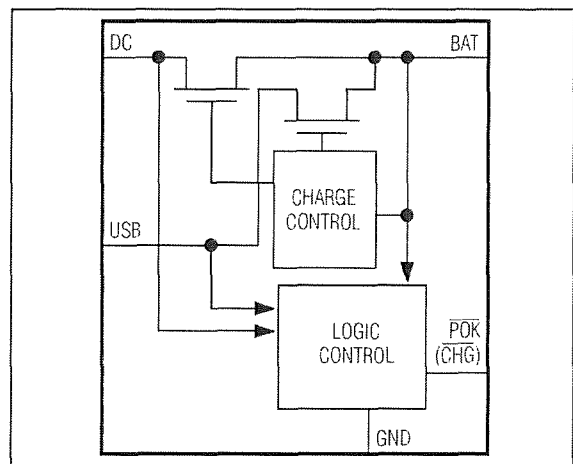 DC
BAT
CHARGE
CONTROL
USB
LOGIC
CONTROL
POK
(CHG)
GND